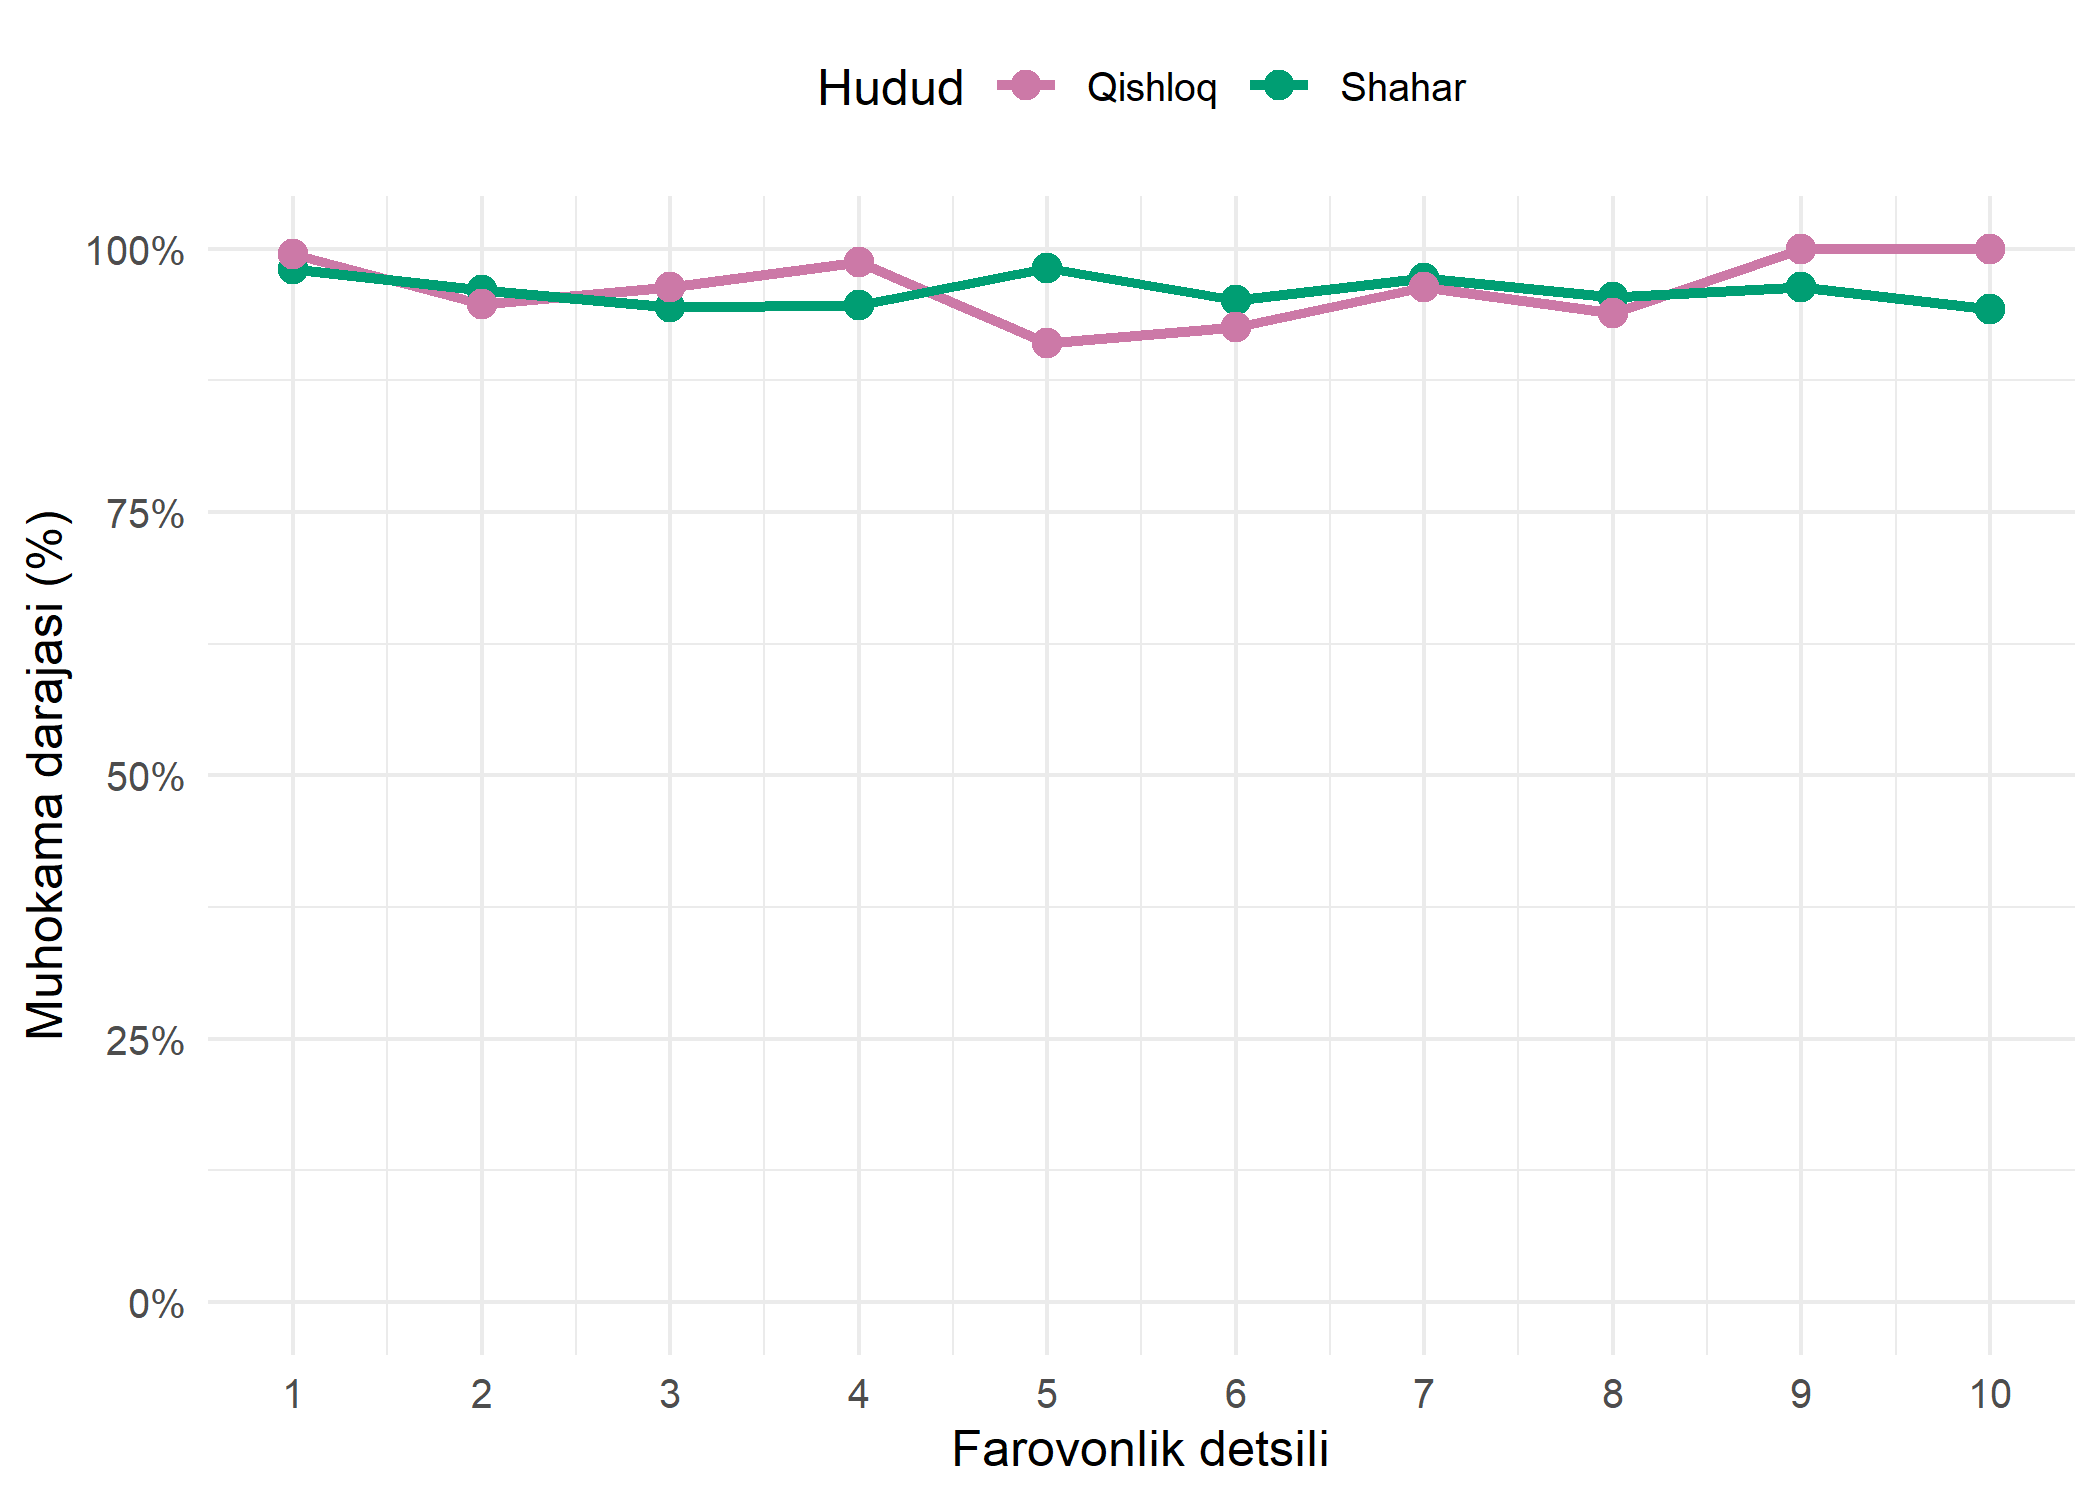 Hudud Qishloq Shahar
Muhokama darajasi (%)
100%
75%
50%
25%
0%
1 2 3 4 5 6 7 8 9 10
Farovonlik detsili